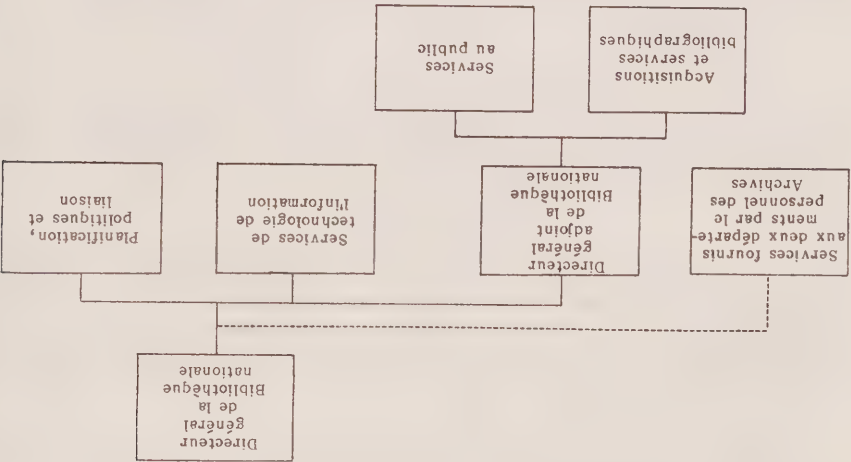 Directeur
général
de la
Bibliothèque
nationale
Services fournis
aux deux départe-
ments par le
personnel des
Archives
Directeur
général
adjoint
de la
Bibliothèque
nationale
Services de
technologie de
l'information
Planification,
politiques et
liaison
Acquisitions
et services
bibliographiques
Services
au public